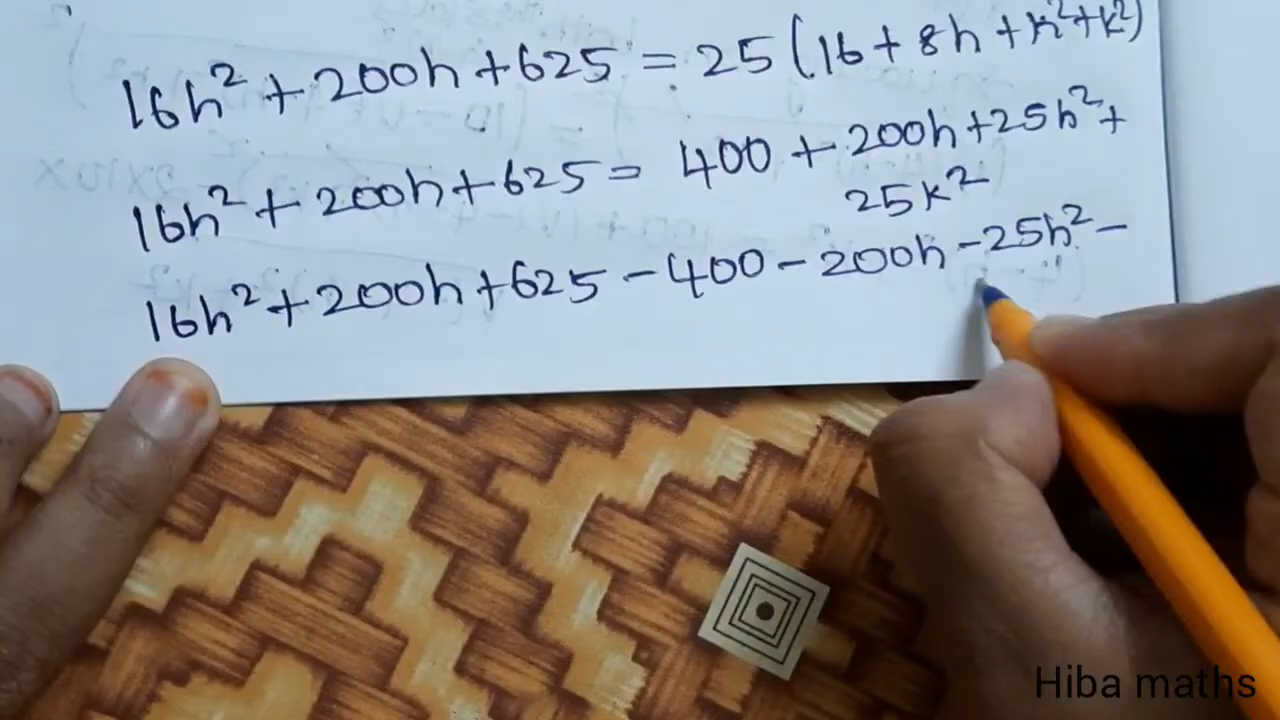 16h² + 200h + 625 = 25 (16 + 8h + h² + k²)
16h² + 200h + 625 = 400 + 200h + 25h² +
25k²
16h² + 200h + 625 - 400 - 200h - 25h² -
Hiba maths